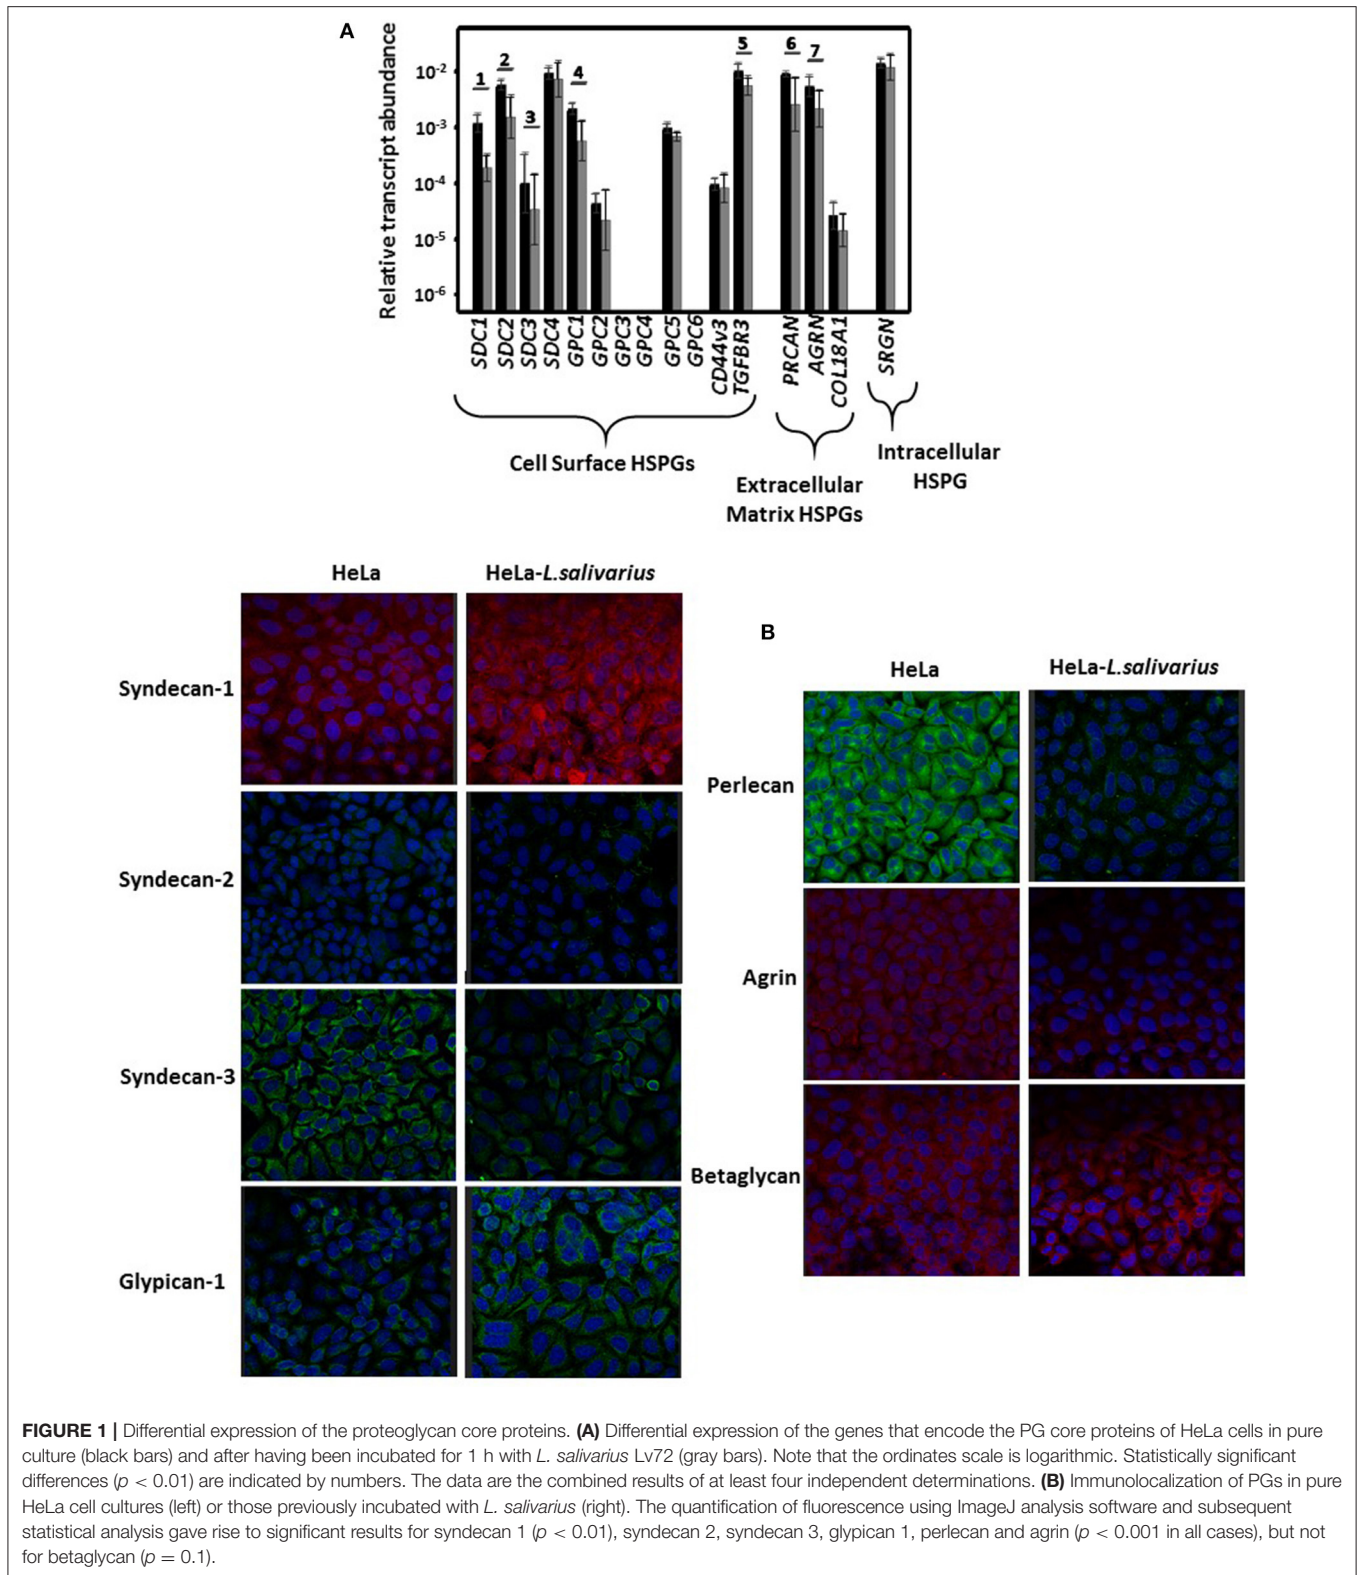 A
Relative transcript abundance
10-2
10-3
10-4
10-5
10-6
1
2
3
4
5
6
7
SDC1
SDC2
SDC3
SDC4
GPC1
GPC2
GPC3
GPC4
GPC5
GPC6
CD44v3
TGFBR3
PRCAN
AGRN
COL18A1
SRGN
Cell Surface HSPGs
Extracellular
Matrix HSPGs
Intracellular
HSPG
HeLa
HeLa-L.salivarius
Syndecan-1
Syndecan-2
Syndecan-3
Glypican-1
B
HeLa
HeLa-L.salivarius
Perlecan
Agrin
Betaglycan
FIGURE 1 | Differential expression of the proteoglycan core proteins. (A) Differential expression of the genes that encode the PG core proteins of HeLa cells in pure
culture (black bars) and after having been incubated for 1 h with L. salivarius Lv72 (gray bars). Note that the ordinates scale is logarithmic. Statistically significant
differences (p < 0.01) are indicated by numbers. The data are the combined results of at least four independent determinations. (B) Immunolocalization of PGs in pure
HeLa cell cultures (left) or those previously incubated with L. salivarius (right). The quantification of fluorescence using ImageJ analysis software and subsequent
statistical analysis gave rise to significant results for syndecan 1 (p < 0.01), syndecan 2, syndecan 3, glypican 1, perlecan and agrin (p < 0.001 in all cases), but not
for betaglycan (p = 0.1).